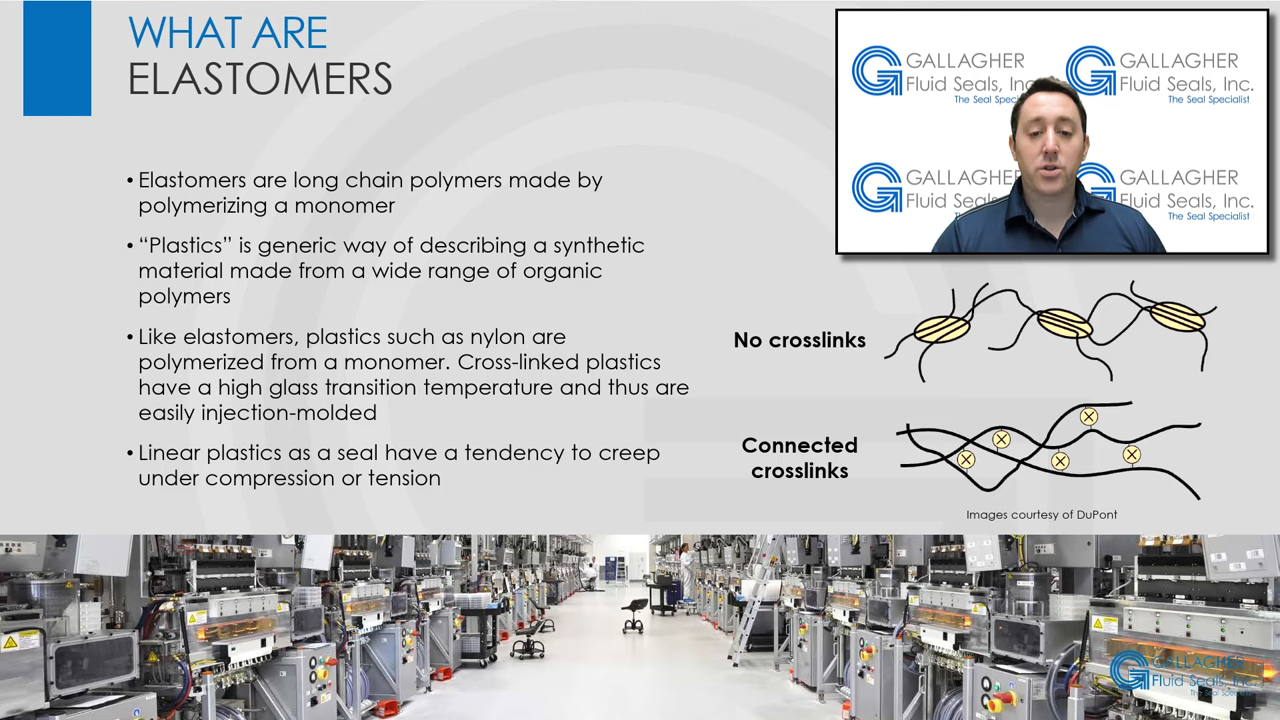 WHAT ARE
ELASTOMERS
• Elastomers are long chain polymers made by
polymerizing a monomer
• “Plastics” is generic way of describing a synthetic
material made from a wide range of organic
polymers
• Like elastomers, plastics such as nylon are
polymerized from a monomer. Cross-linked plastics
have a high glass transition temperature and thus are
easily injection-molded
• Linear plastics as a seal have a tendency to creep
under compression or tension
GALLAGHER
Fluid Seals, Inc.
The Seal
GALLAGHER
Fluid Seals, Inc.
The Seal Specialist
GALLAGHER
Fluid Seals
GALLAGHER
Fluid Seals, Inc.
The Seal Specialist
No crosslinks
Connected
crosslinks
Images courtesy of DuPont
GALLAGHER
Fluid Seals, Inc.
The Seal Specialist